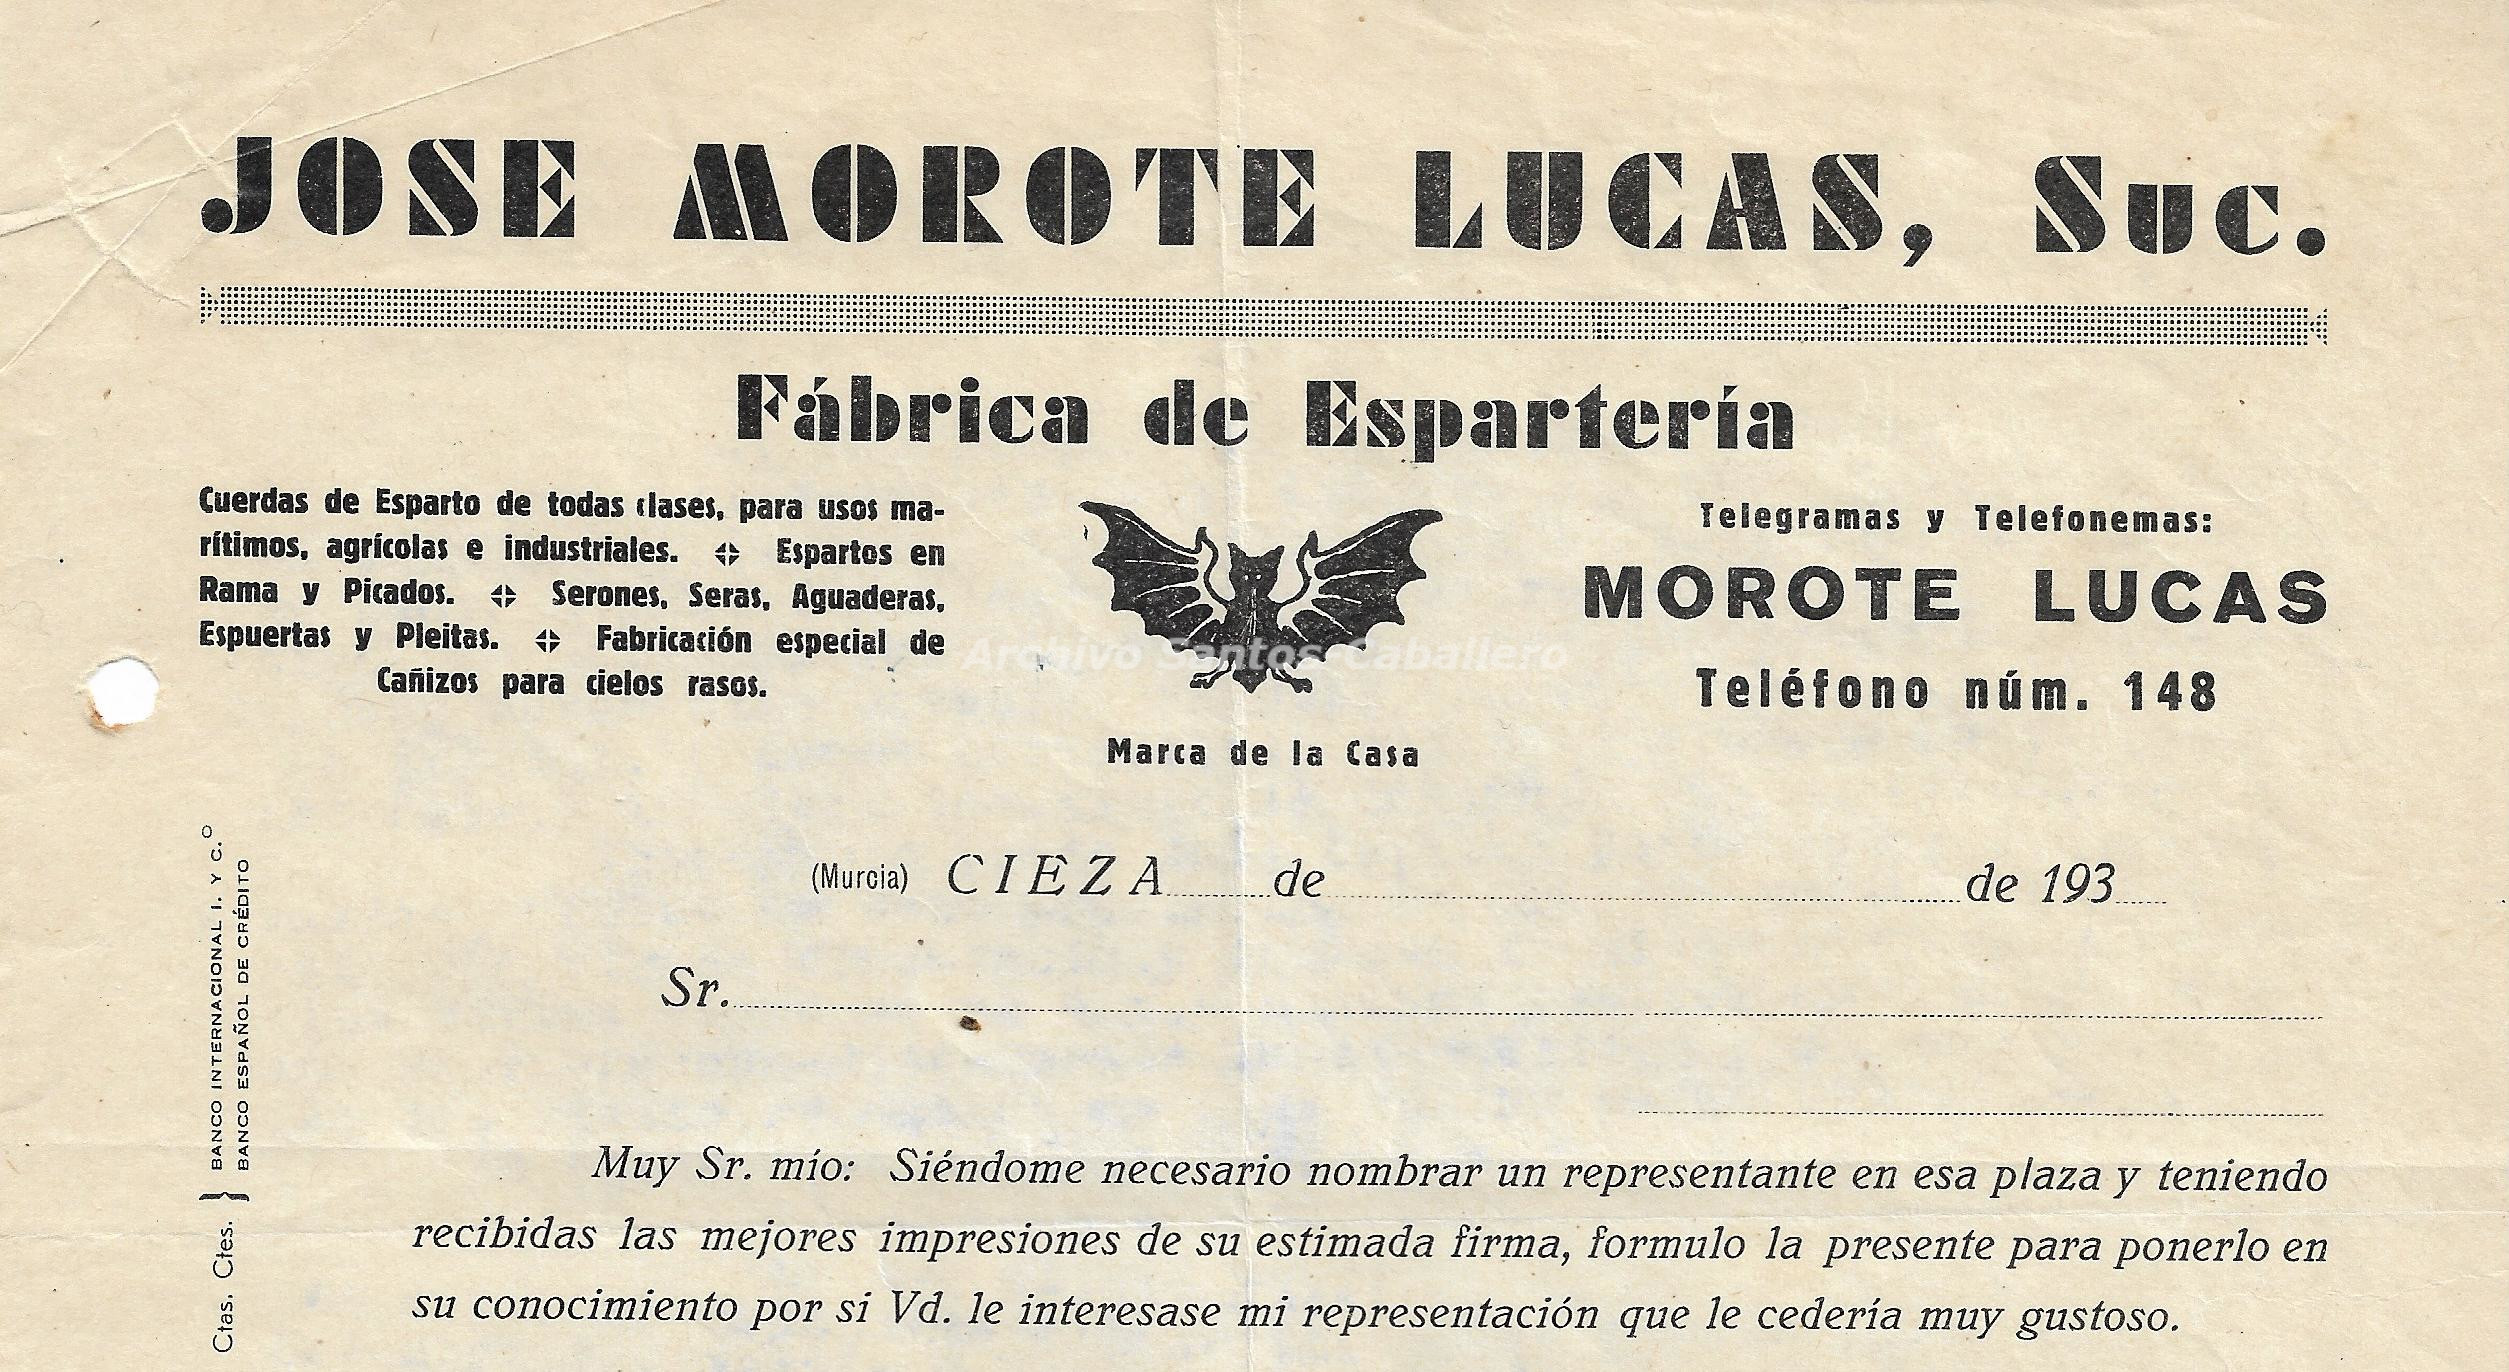 JOSE MOROTE LUCAS, Suc.
Fábrica de Espartería
Cuerdas de Esparto de todas clases, para usos ma-
rítimos, agrícolas e industriales. ✣ Espartos en
Rama y Picados. ✣ Serones, Seras, Aguaderas,
Espuertas y Pleitas. ✣ Fabricación especial de
Cañizos para cielos rasos.
Archivo Santos-Caballero
Marca de la Casa
Telegramas y Telefonemas:
MOROTE LUCAS
Teléfono núm. 148
(Murcia) CIEZA de de 193
Sr.
Ctas. Ctes. } BANCO INTERNACIONAL I. Y C.º
BANCO ESPAÑOL DE CRÉDITO
Muy Sr. mío: Siéndome necesario nombrar un representante en esa plaza y teniendo
recibidas las mejores impresiones de su estimada firma, formulo la presente para ponerlo en
su conocimiento por si Vd. le interesase mi representación que le cedería muy gustoso.